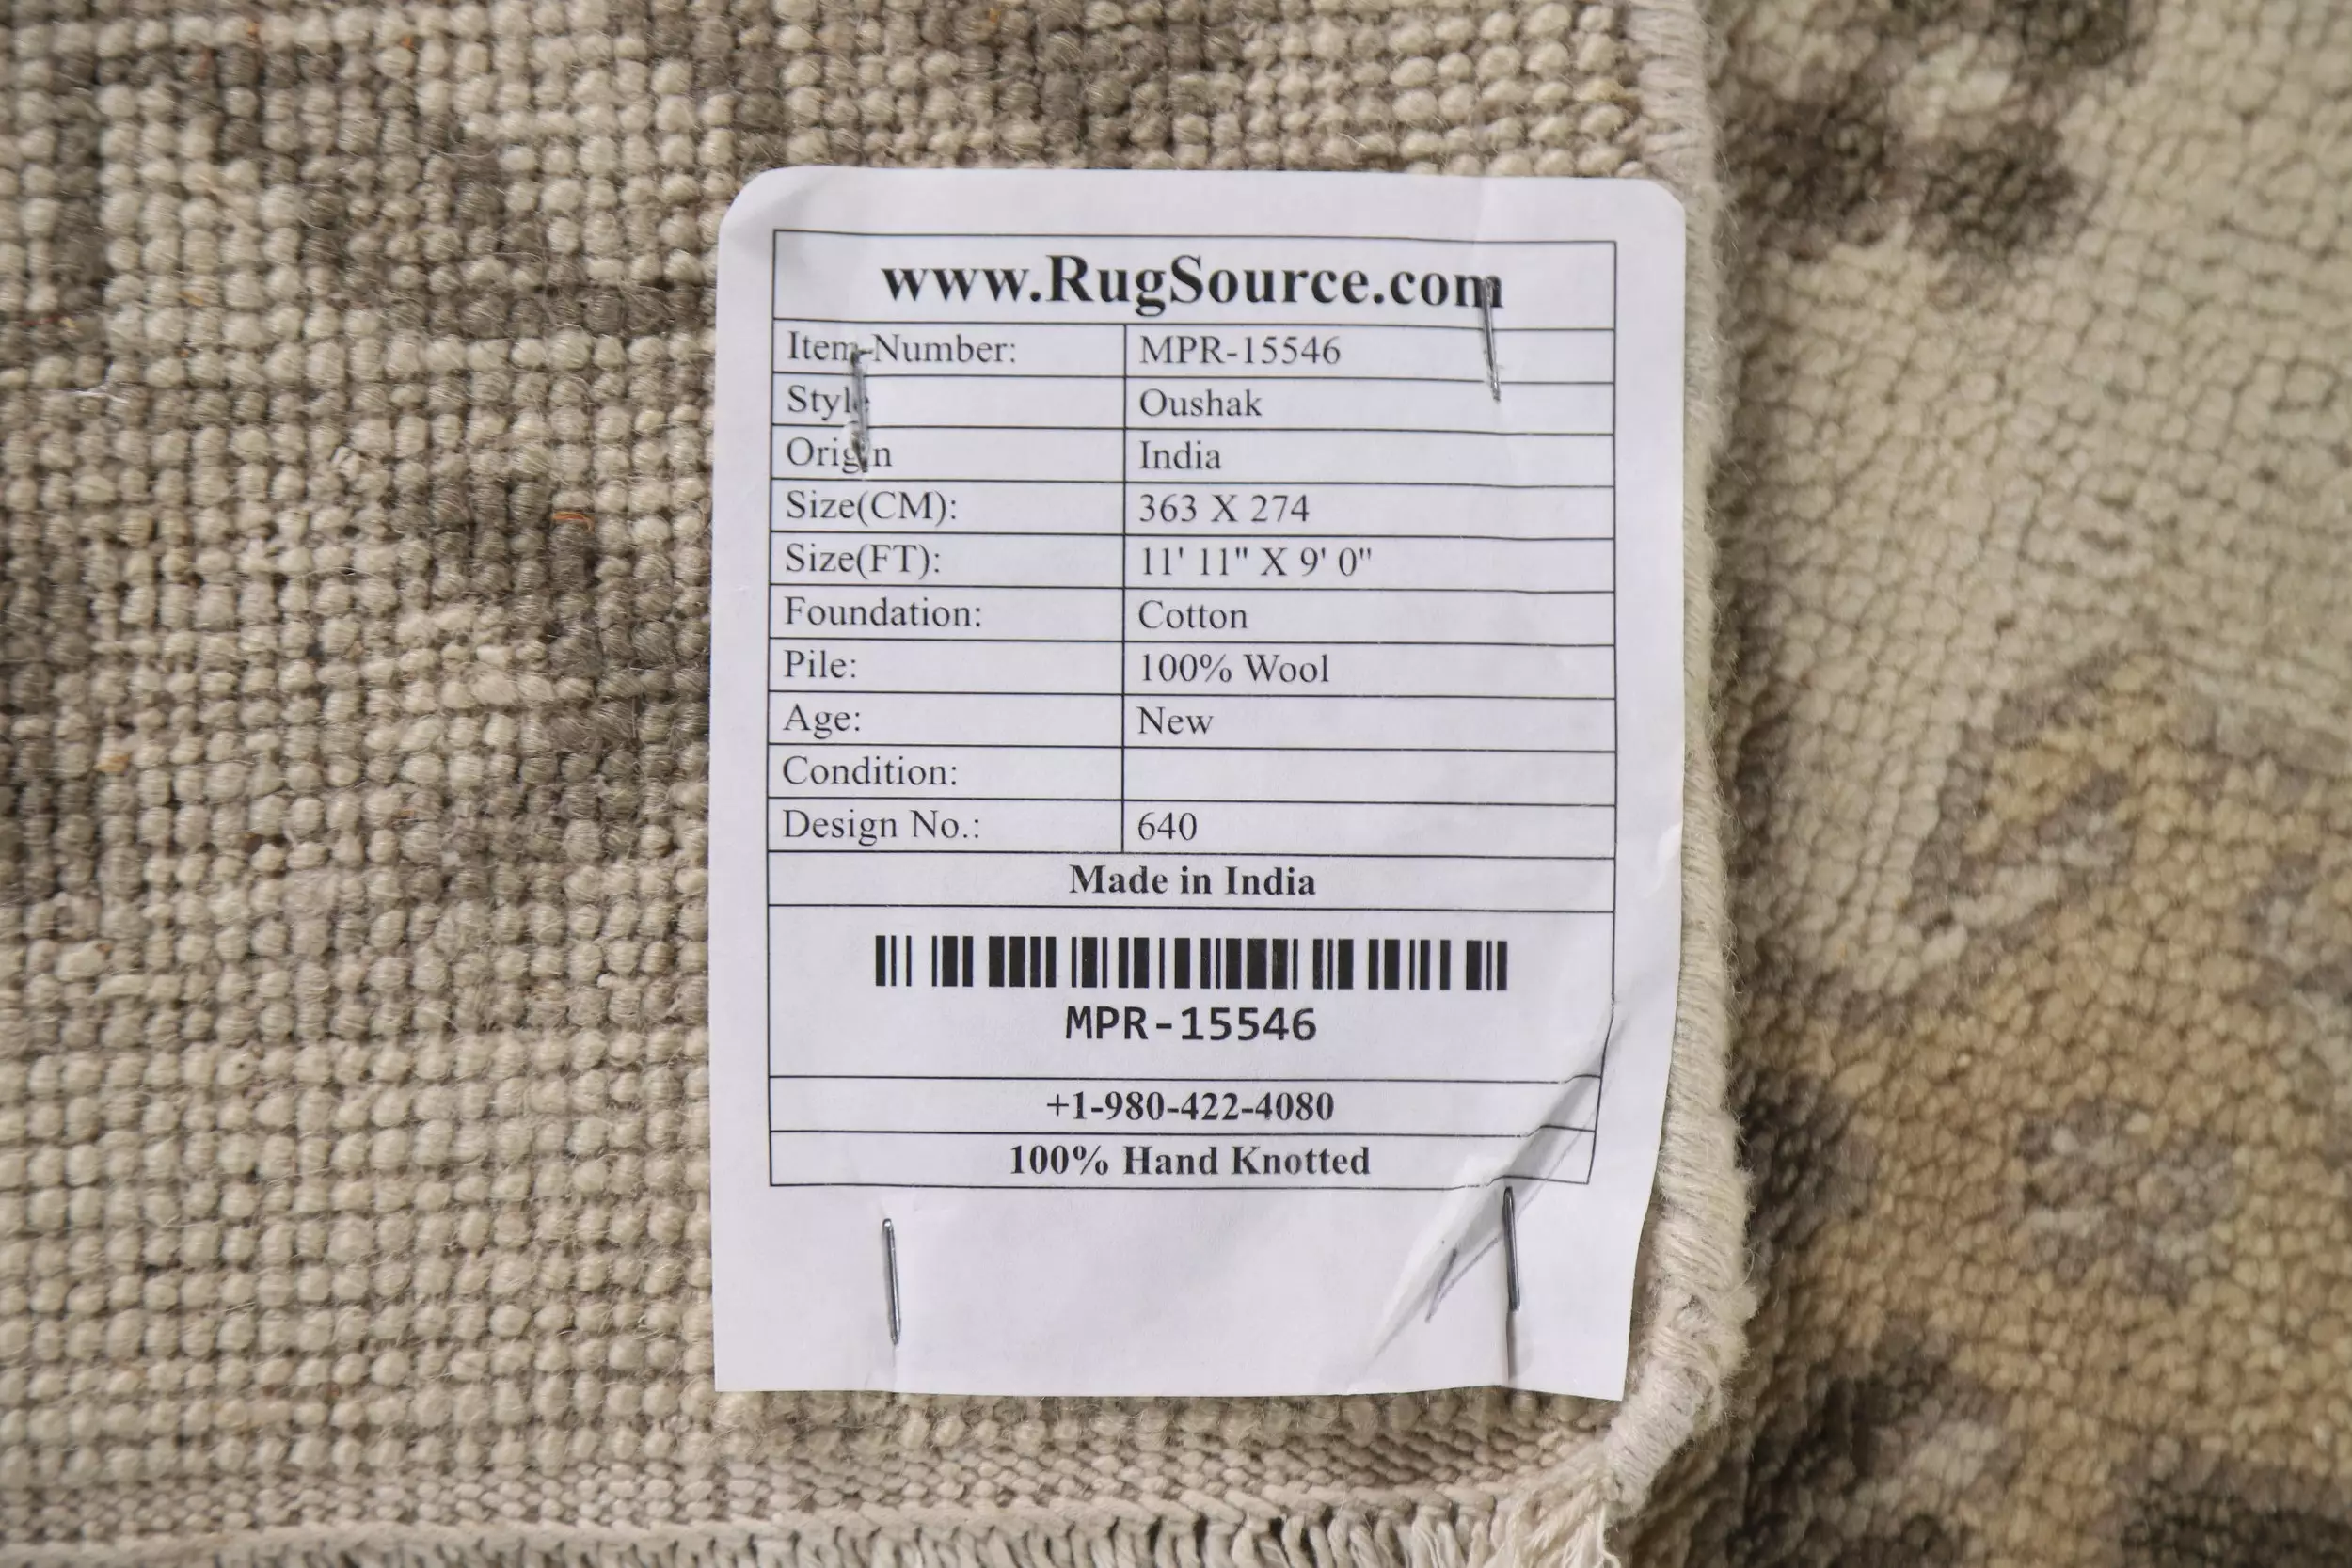 www.RugSource.com
Item-Number: MPR-15546
Style Oushak
Origin India
Size(CM): 363 X 274
Size(FT): 11' 11" X 9' 0"
Foundation: Cotton
Pile: 100% Wool
Age: New
Condition:
Design No.: 640
Made in India
MPR-15546
+1-980-422-4080
100% Hand Knotted